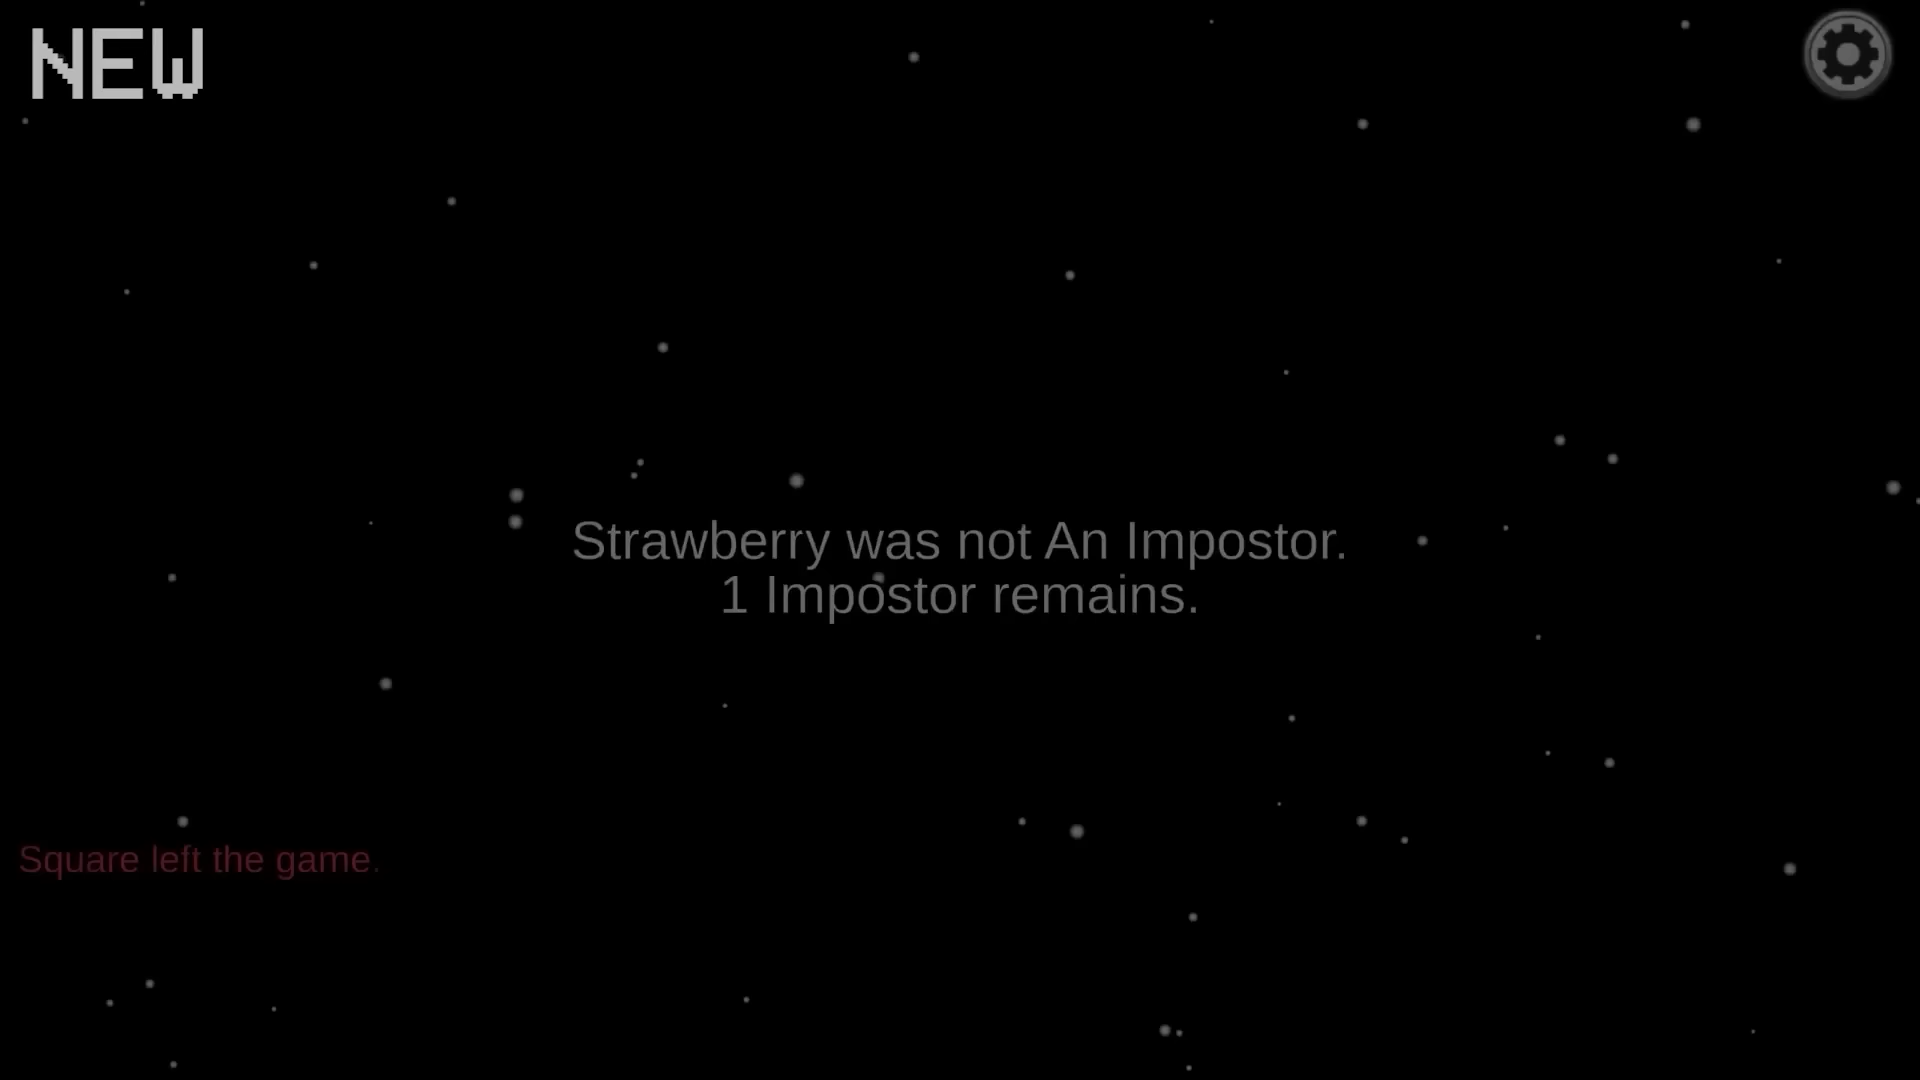 NEW
Strawberry was not An Impostor.
1 Impostor remains.
Square left the game.